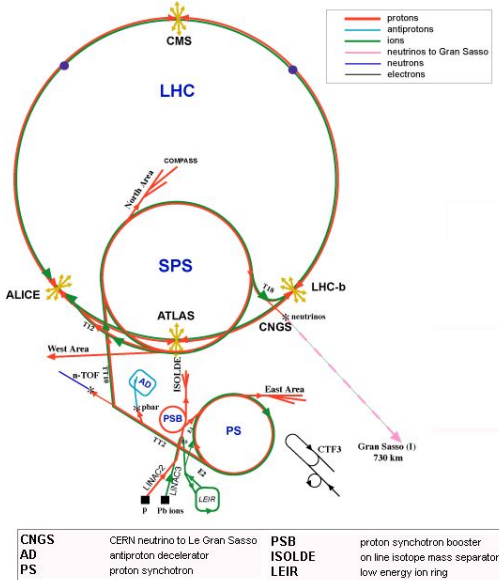 protons
antiprotons
ions
neutrinos to Gran Sasso
neutrons
electrons
CMS
LHC
COMPASS
North Area
SPS
ALICE
LHC-b
T18
ATLAS
neutrinos
CNGS
T12
West Area
TT10
ISOLDE
n-TOF
AD
pbar
East Area
PSB
PS
TT2
E2
LINAC2
LINAC3
LEIR
P
Pb ions
CTF3
Gran Sasso (I)
730 km
CNGS CERN neutrino to Le Gran Sasso
AD antiproton decelerator
PS proton synchotron
PSB proton synchotron booster
ISOLDE on line isotope mass separator
LEIR low energy ion ring